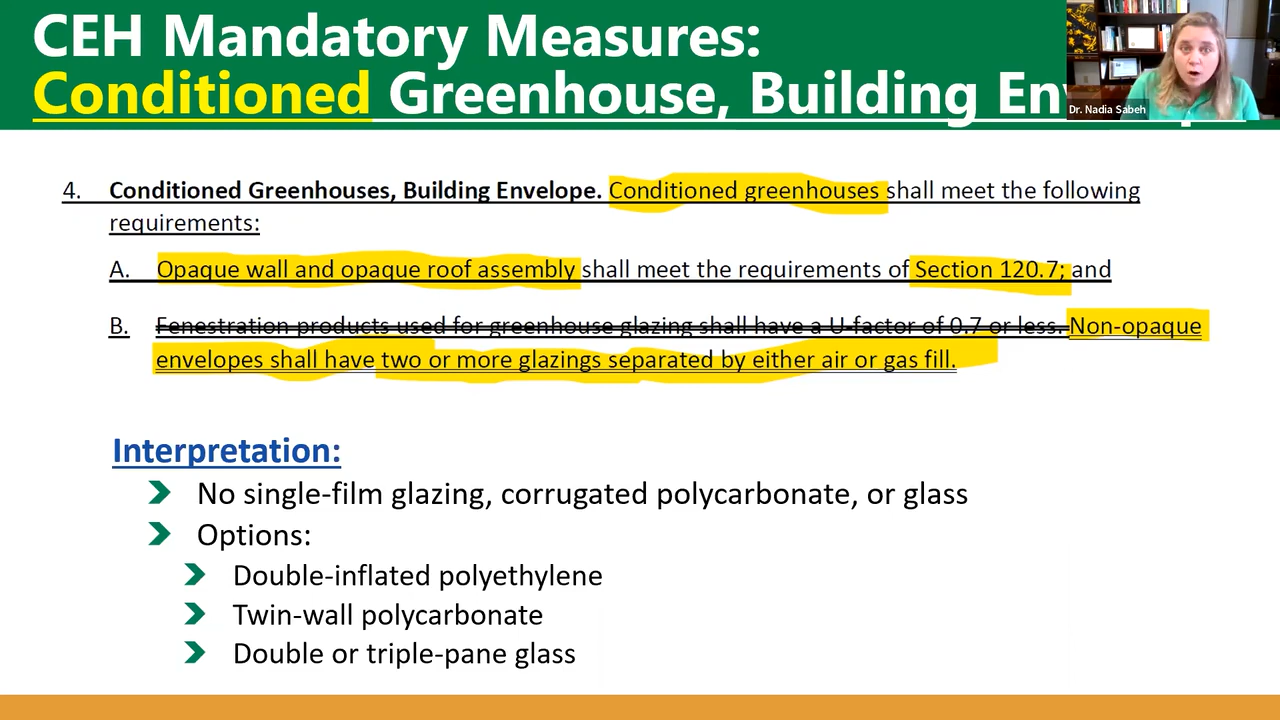 CEH Mandatory Measures:
Conditioned Greenhouse, Building
Dr. Nadia Sabeh
4. Conditioned Greenhouses, Building Envelope. Conditioned greenhouses shall meet the following
requirements:
A. Opaque wall and opaque roof assembly shall meet the requirements of Section 120.7; and
B. Fenestration products used for greenhouse glazing shall have a U-factor of 0.7 or less. Non-opaque
envelopes shall have two or more glazings separated by either air or gas fill.
Interpretation:
No single-film glazing, corrugated polycarbonate, or glass
Options:
Double-inflated polyethylene
Twin-wall polycarbonate
Double or triple-pane glass